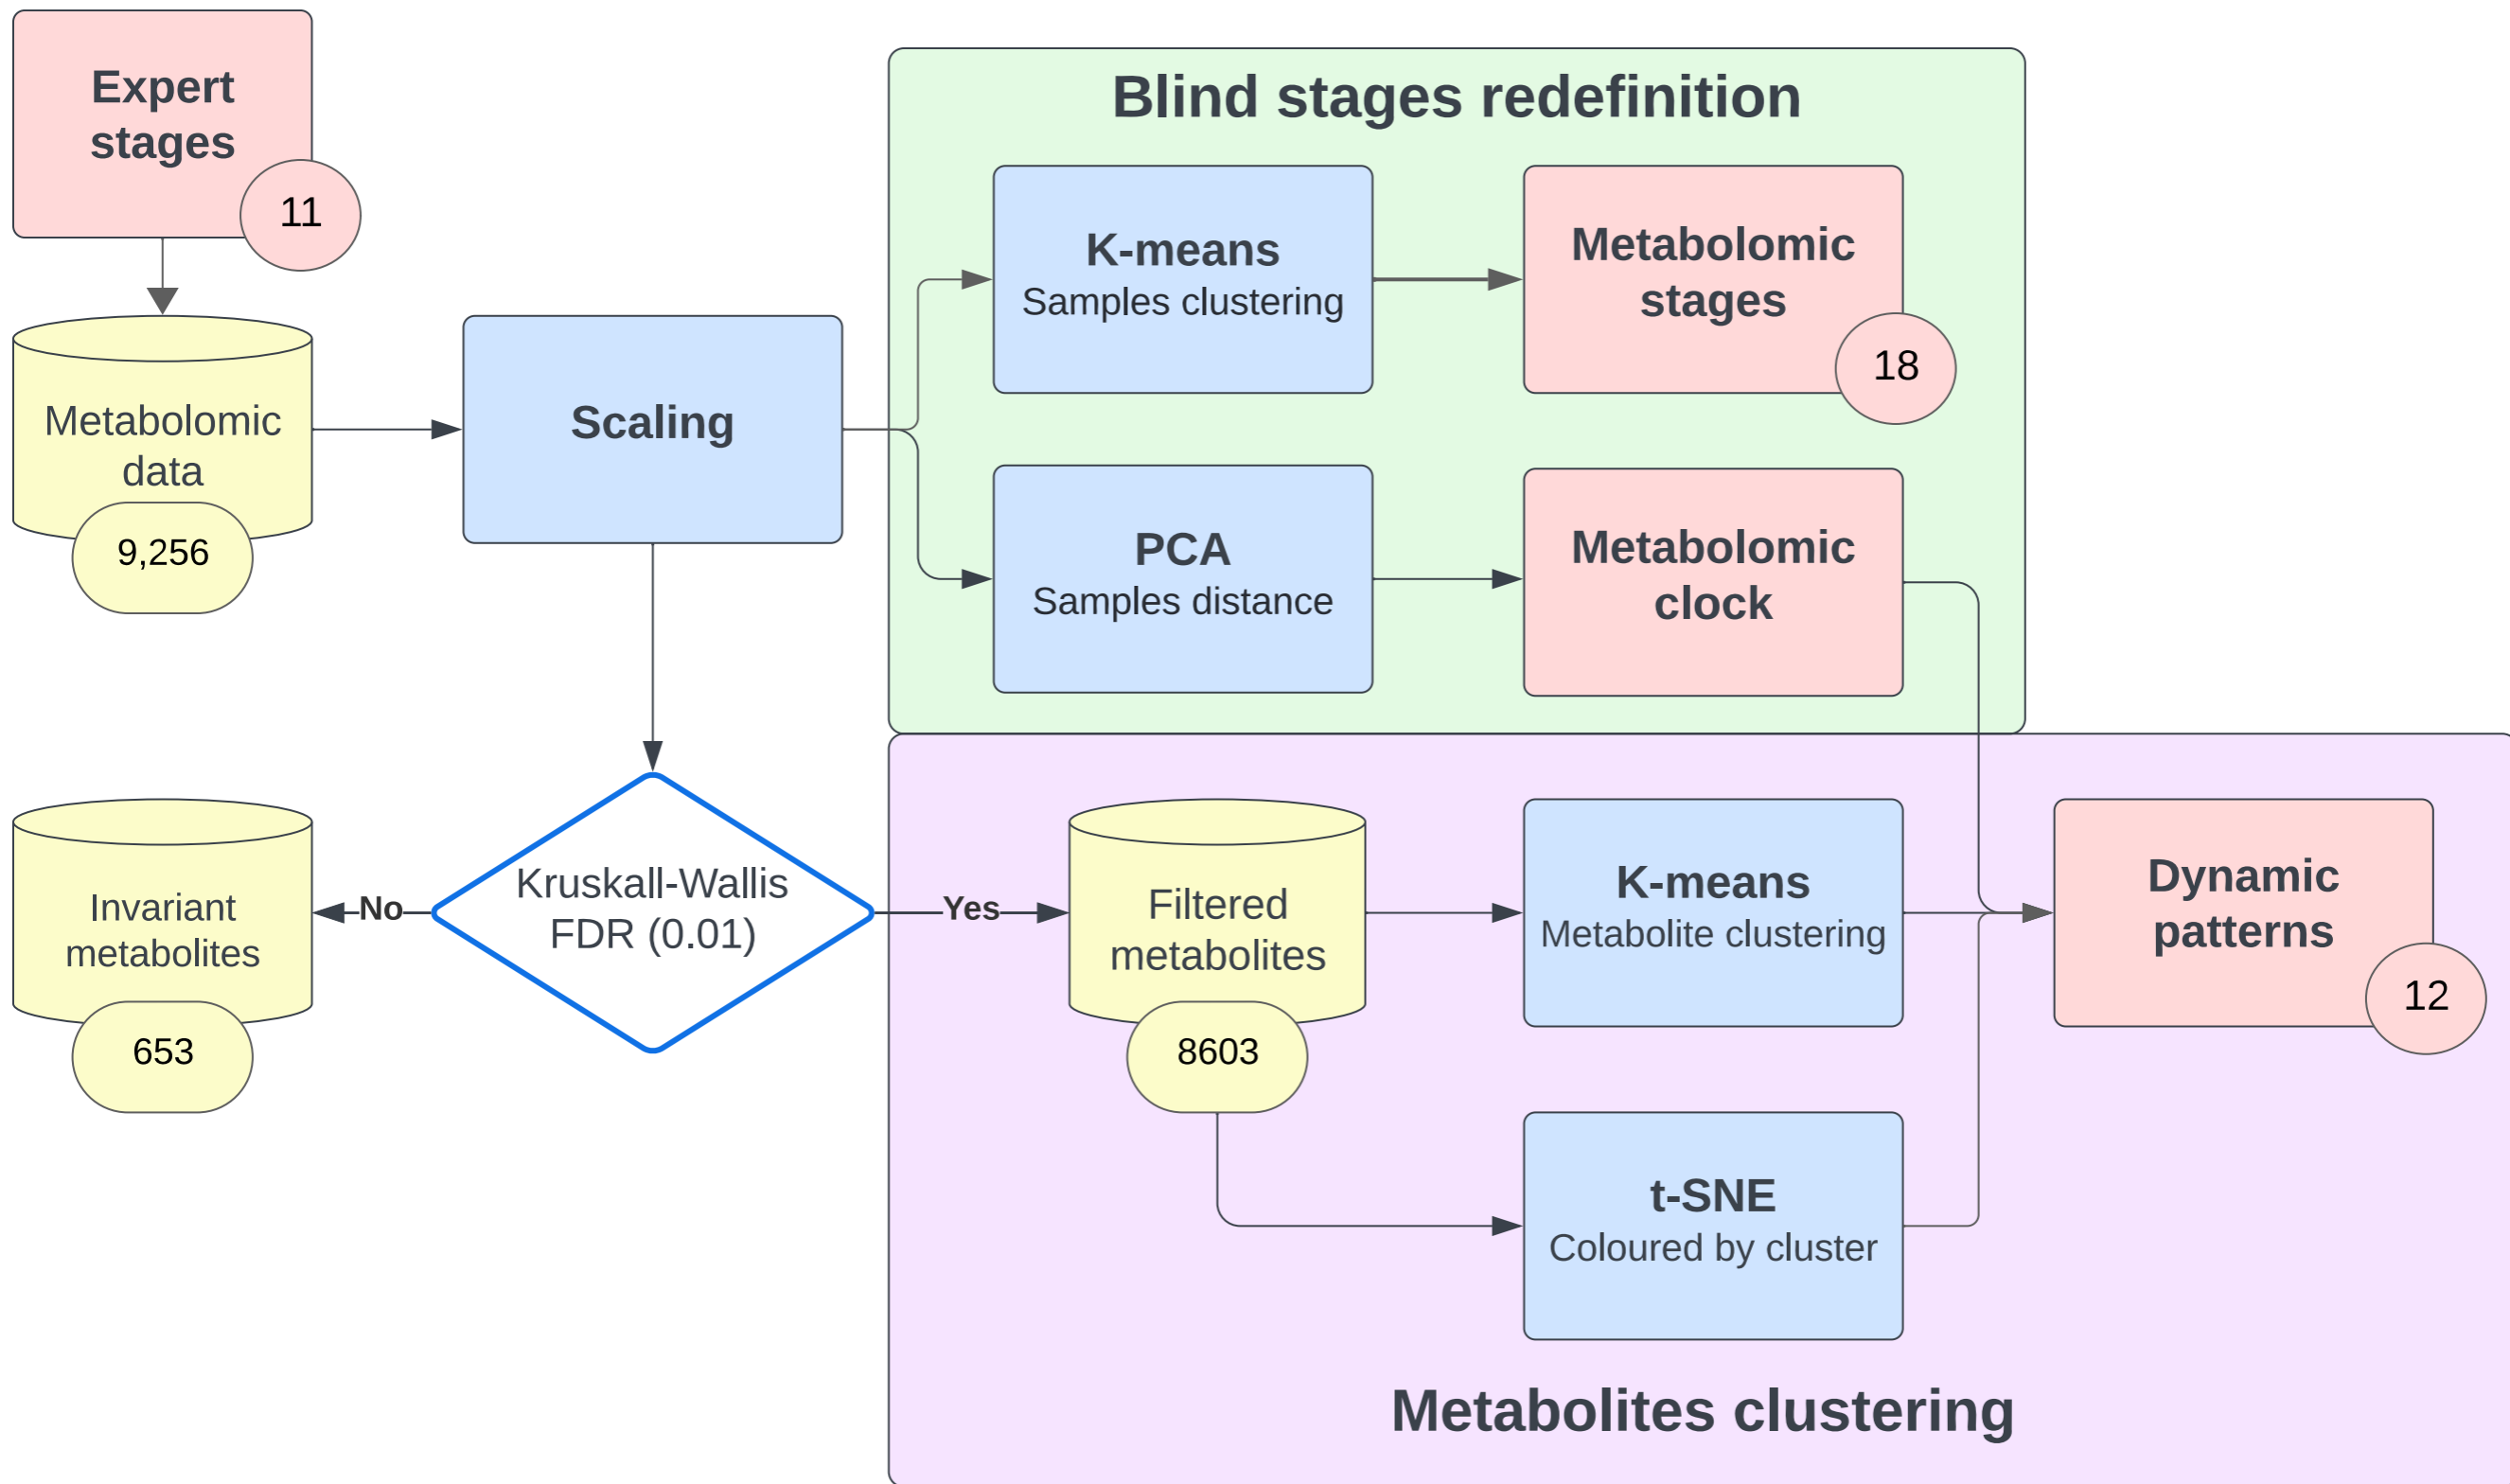 Expert
stages
11
Metabolomic
data
9,256
Scaling
Blind stages redefinition
K-means
Samples clustering
Metabolomic
stages
18
PCA
Samples distance
Metabolomic
clock
Invariant
metabolites
653
No
Kruskall-Wallis
FDR (0.01)
Yes
Filtered
metabolites
8603
K-means
Metabolite clustering
Dynamic
patterns
12
t-SNE
Coloured by cluster
Metabolites clustering